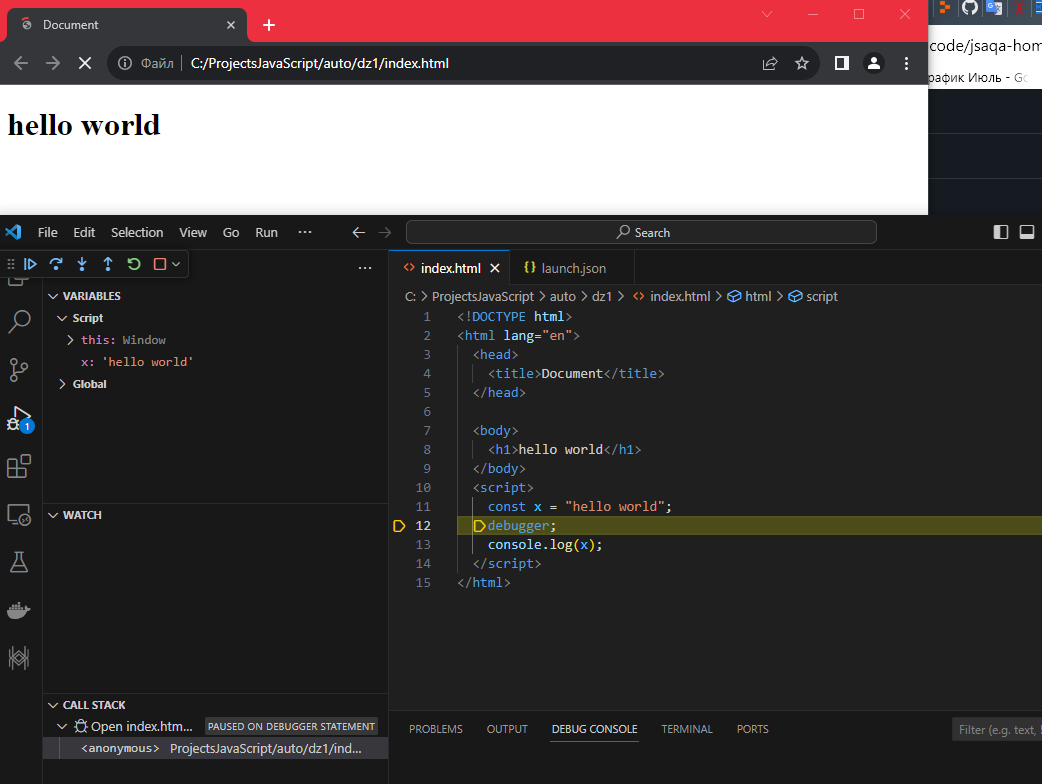 Document
Файл C:/ProjectsJavaScript/auto/dz1/index.html
code/jsaqa-hom
рафик Июль - Go
hello world
File Edit Selection View Go Run ··· Search
index.html launch.json
VARIABLES
Script
this: Window
x: 'hello world'
Global
WATCH
CALL STACK
Open index.htm... PAUSED ON DEBUGGER STATEMENT
<anonymous> ProjectsJavaScript/auto/dz1/ind...
1
C: > ProjectsJavaScript > auto > dz1 > index.html > html > script
1 <!DOCTYPE html>
2 <html lang="en">
3 <head>
4 <title>Document</title>
5 </head>
6
7 <body>
8 <h1>hello world</h1>
9 </body>
10 <script>
11 const x = "hello world";
12 debugger;
13 console.log(x);
14 </script>
15 </html>
PROBLEMS OUTPUT DEBUG CONSOLE TERMINAL PORTS Filter (e.g. text,